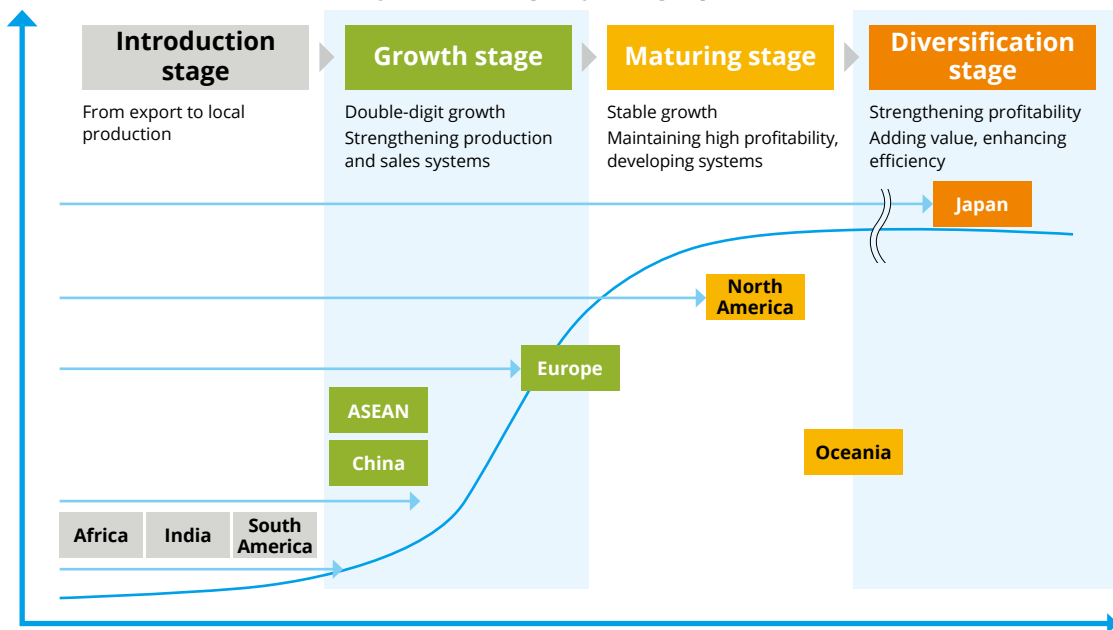 Introduction
stage
Growth stage
Maturing stage
Diversification
stage
From export to local
production
Double-digit growth
Strengthening production
and sales systems
Stable growth
Maintaining high profitability,
developing systems
Strengthening profitability
Adding value, enhancing
efficiency
Japan
North
America
Europe
ASEAN
China
Oceania
Africa
India
South
America